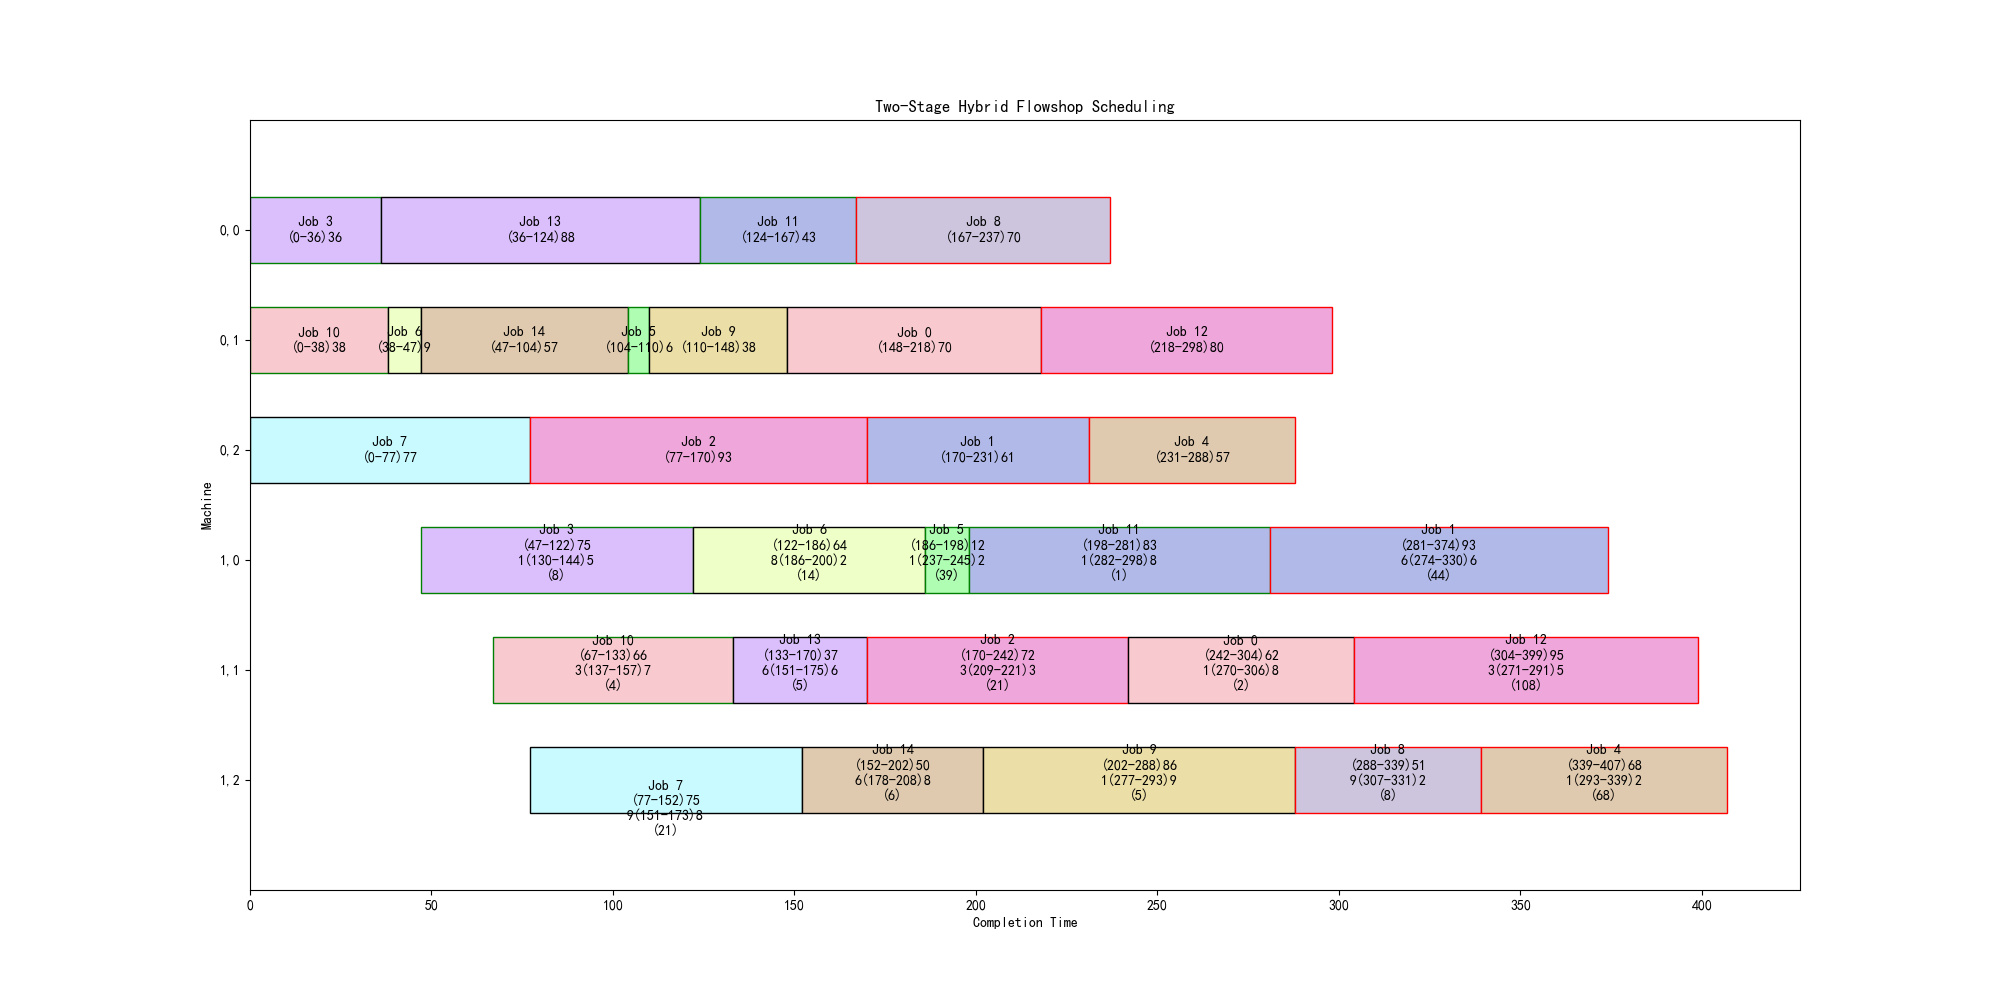 Two-Stage Hybrid Flowshop Scheduling
0,0
Job 3
(0-36)36
Job 13
(36-124)88
Job 11
(124-167)43
Job 8
(167-237)70
0,1
Job 10
(0-38)38
Job 6
(38-47)9
Job 14
(47-104)57
Job 5
(104-110)6
Job 9
(110-148)38
Job 0
(148-218)70
Job 12
(218-298)80
0,2
Job 7
(0-77)77
Job 2
(77-170)93
Job 1
(170-231)61
Job 4
(231-288)57
Machine
1,0
Job 3
(47-122)75
1(130-144)5
(8)
Job 6
(122-186)64
8(186-200)2
(14)
Job 5
(186-198)12
1(237-245)2
(39)
Job 11
(198-281)83
1(282-298)8
(1)
Job 1
(281-374)93
6(274-330)6
(44)
1,1
Job 10
(67-133)66
3(137-157)7
(4)
Job 13
(133-170)37
6(151-175)6
(5)
Job 2
(170-242)72
3(209-221)3
(21)
Job 0
(242-304)62
1(270-306)8
(2)
Job 12
(304-399)95
3(271-291)5
(108)
1,2
Job 7
(77-152)75
9(151-173)8
(21)
Job 14
(152-202)50
6(178-208)8
(6)
Job 9
(202-288)86
1(277-293)9
(5)
Job 8
(288-339)51
9(307-331)2
(8)
Job 4
(339-407)68
1(293-339)2
(68)
0 50 100 150 200 250 300 350 400
Completion Time